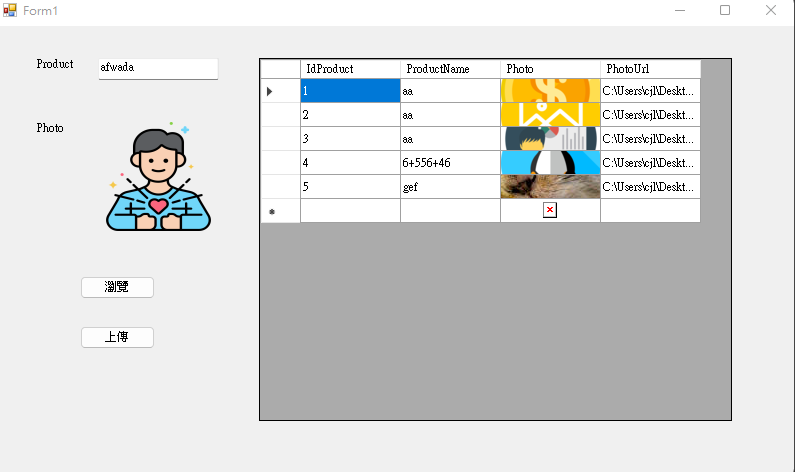 Form1
Product afwada
Photo
瀏覽
上傳
IdProduct ProductName Photo PhotoUrl
1 aa C:\Users\cjl\Deskt...
2 aa C:\Users\cjl\Deskt...
3 aa C:\Users\cjl\Deskt...
4 6+556+46 C:\Users\cjl\Deskt...
5 gef C:\Users\cjl\Deskt...